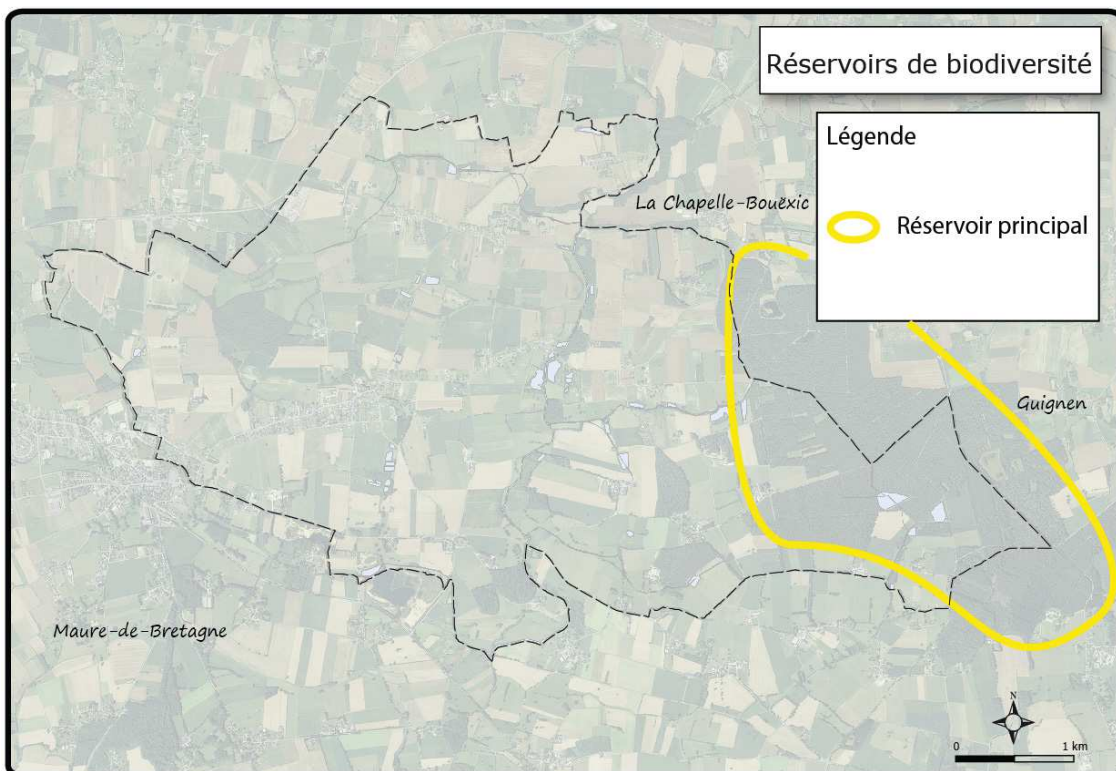 Réservoirs de biodiversité
Légende
Réservoir principal
La Chapelle-Bouëxic
Guignen
Maure-de-Bretagne
N
0 1 km